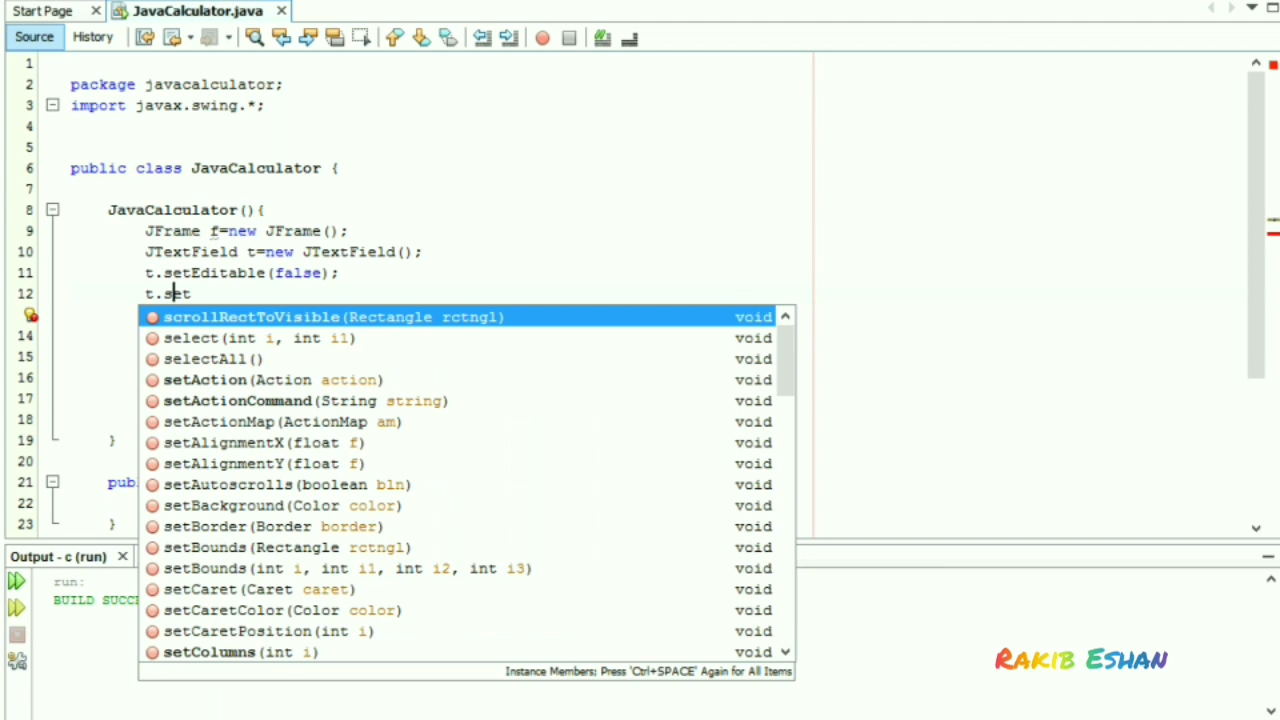 Start Page JavaCalculator.java
Source History
1
2 package javacalculator;
3 import javax.swing.*;
4
5
6 public class JavaCalculator {
7
8 JavaCalculator(){
9 JFrame f=new JFrame();
10 JTextField t=new JTextField();
11 t.setEditable(false);
12 t.set
scrollRectToVisible(Rectangle rctngl) void
14 select(int i, int i1) void
15 selectAll() void
16 setAction(Action action) void
17 setActionCommand(String string) void
18 setActionMap(ActionMap am) void
19 } setAlignmentX(float f) void
20 setAlignmentY(float f) void
21 pub setAutoscrolls(boolean bln) void
22 setBackground(Color color) void
23 } setBorder(Border border) void
setBounds(Rectangle rctngl) void
Output - c (run)
setBounds(int i, int i1, int i2, int i3) void
run: setCaret(Caret caret) void
BUILD SUCCE setCaretColor(Color color) void
setCaretPosition(int i) void
setColumns(int i) void
Instance Members: Press 'Ctrl+SPACE' Again for All Items
Rakib Eshan